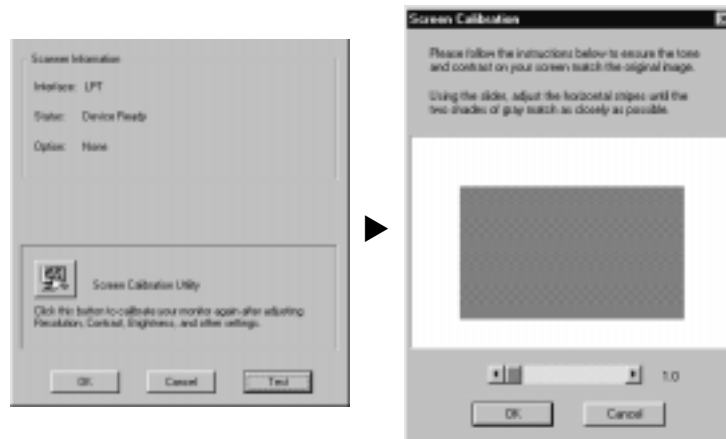 Scanner Information
Interface: LPT
Status: Device Ready
Option: None
Screen Calibration Utility
Click this button to calibrate your monitor again after adjusting
Resolution, Contrast, Brightness, and other settings.
OK Cancel Test
Screen Calibration
Please follow the instructions below to ensure the tone
and contrast on your screen match the original image.
Using the slider, adjust the horizontal stripes until the
two shades of gray match as closely as possible.
1.0
OK Cancel